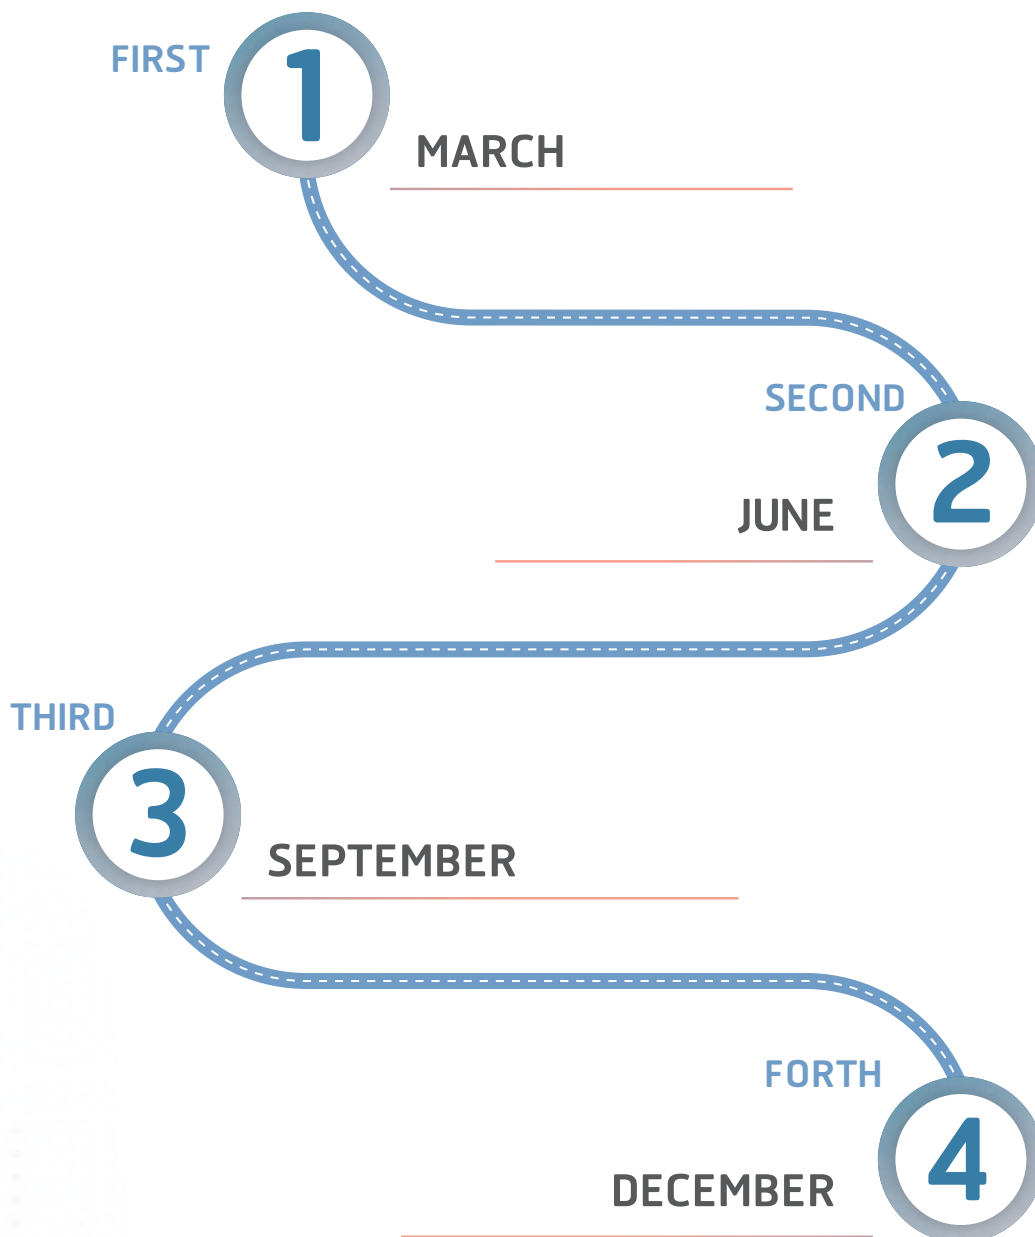 FIRST
1
MARCH
SECOND
2
JUNE
THIRD
3
SEPTEMBER
FORTH
4
DECEMBER